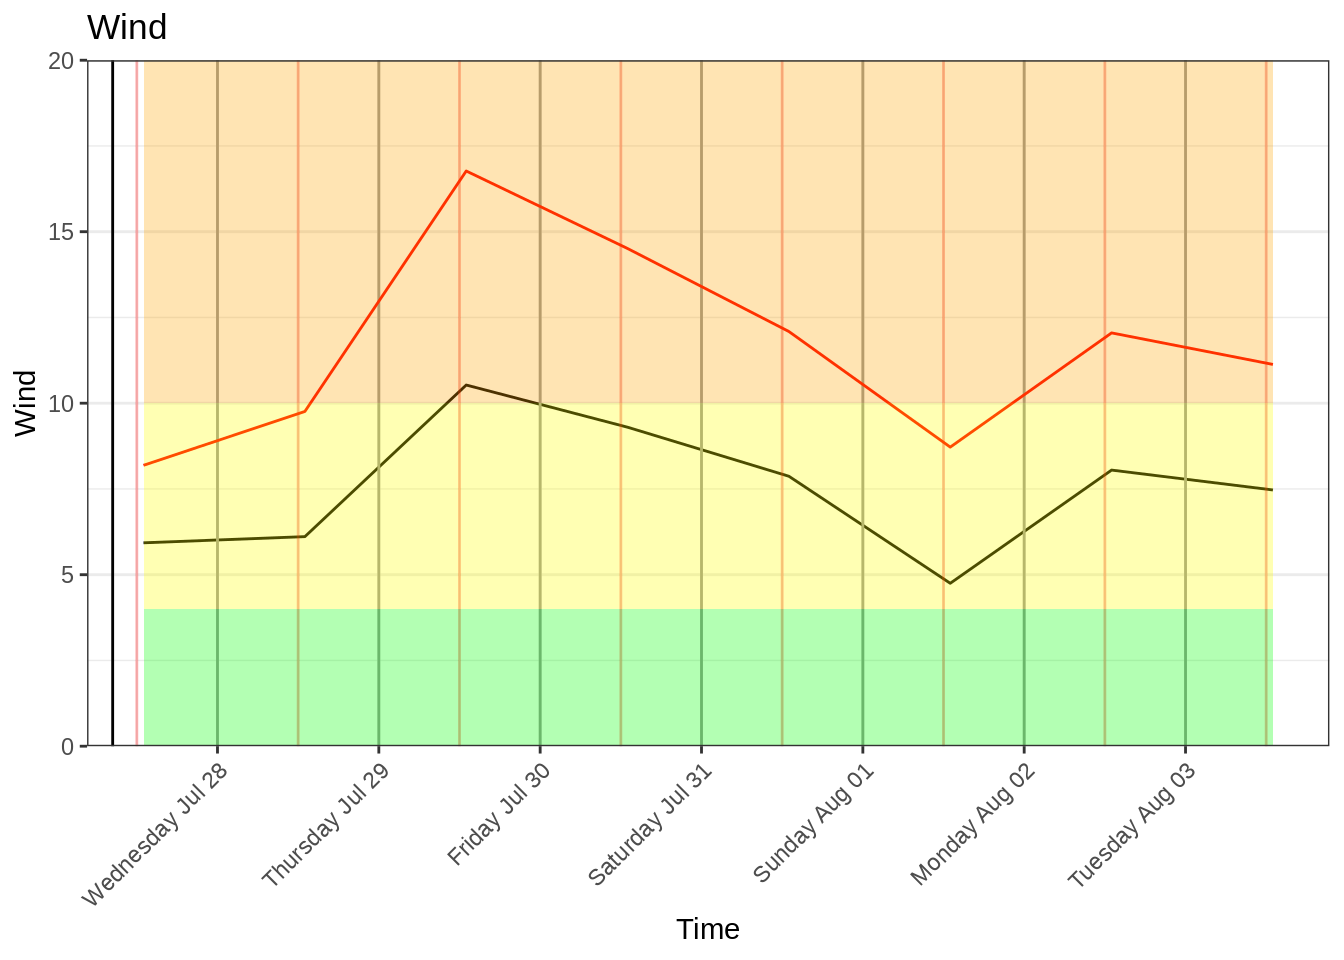 Wind
Wind
20
15
10
5
0
Wednesday Jul 28
Thursday Jul 29
Friday Jul 30
Saturday Jul 31
Sunday Aug 01
Monday Aug 02
Tuesday Aug 03
Time